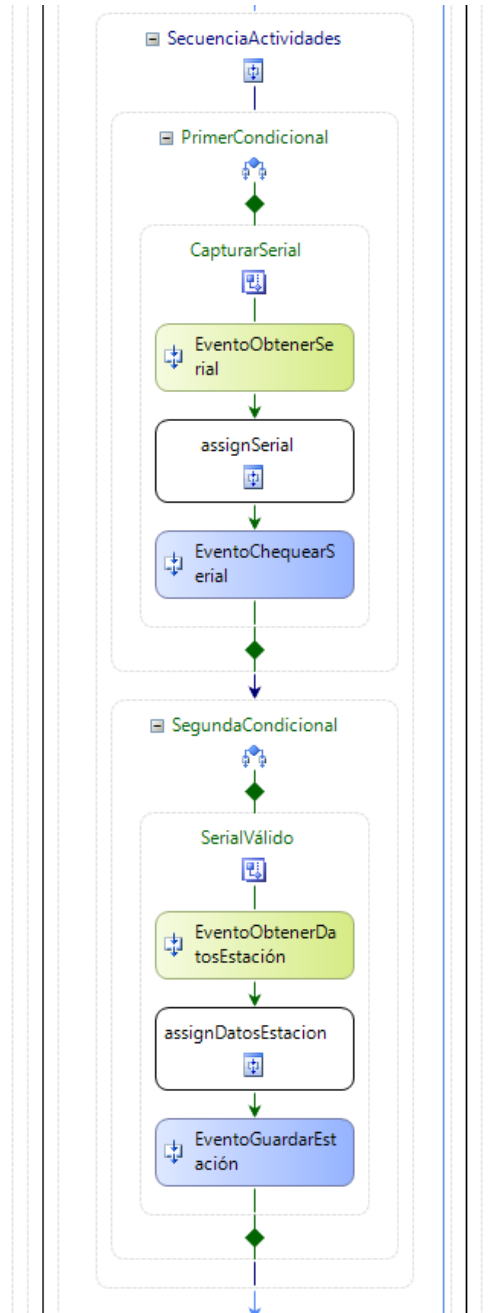 SecuenciaActividades
PrimerCondicional
CapturarSerial
EventoObtenerSe
rial
assignSerial
EventoChequearS
erial
SegundaCondicional
SerialVálido
EventoObtenerDa
tosEstación
assignDatosEstacion
EventoGuardarEst
ación